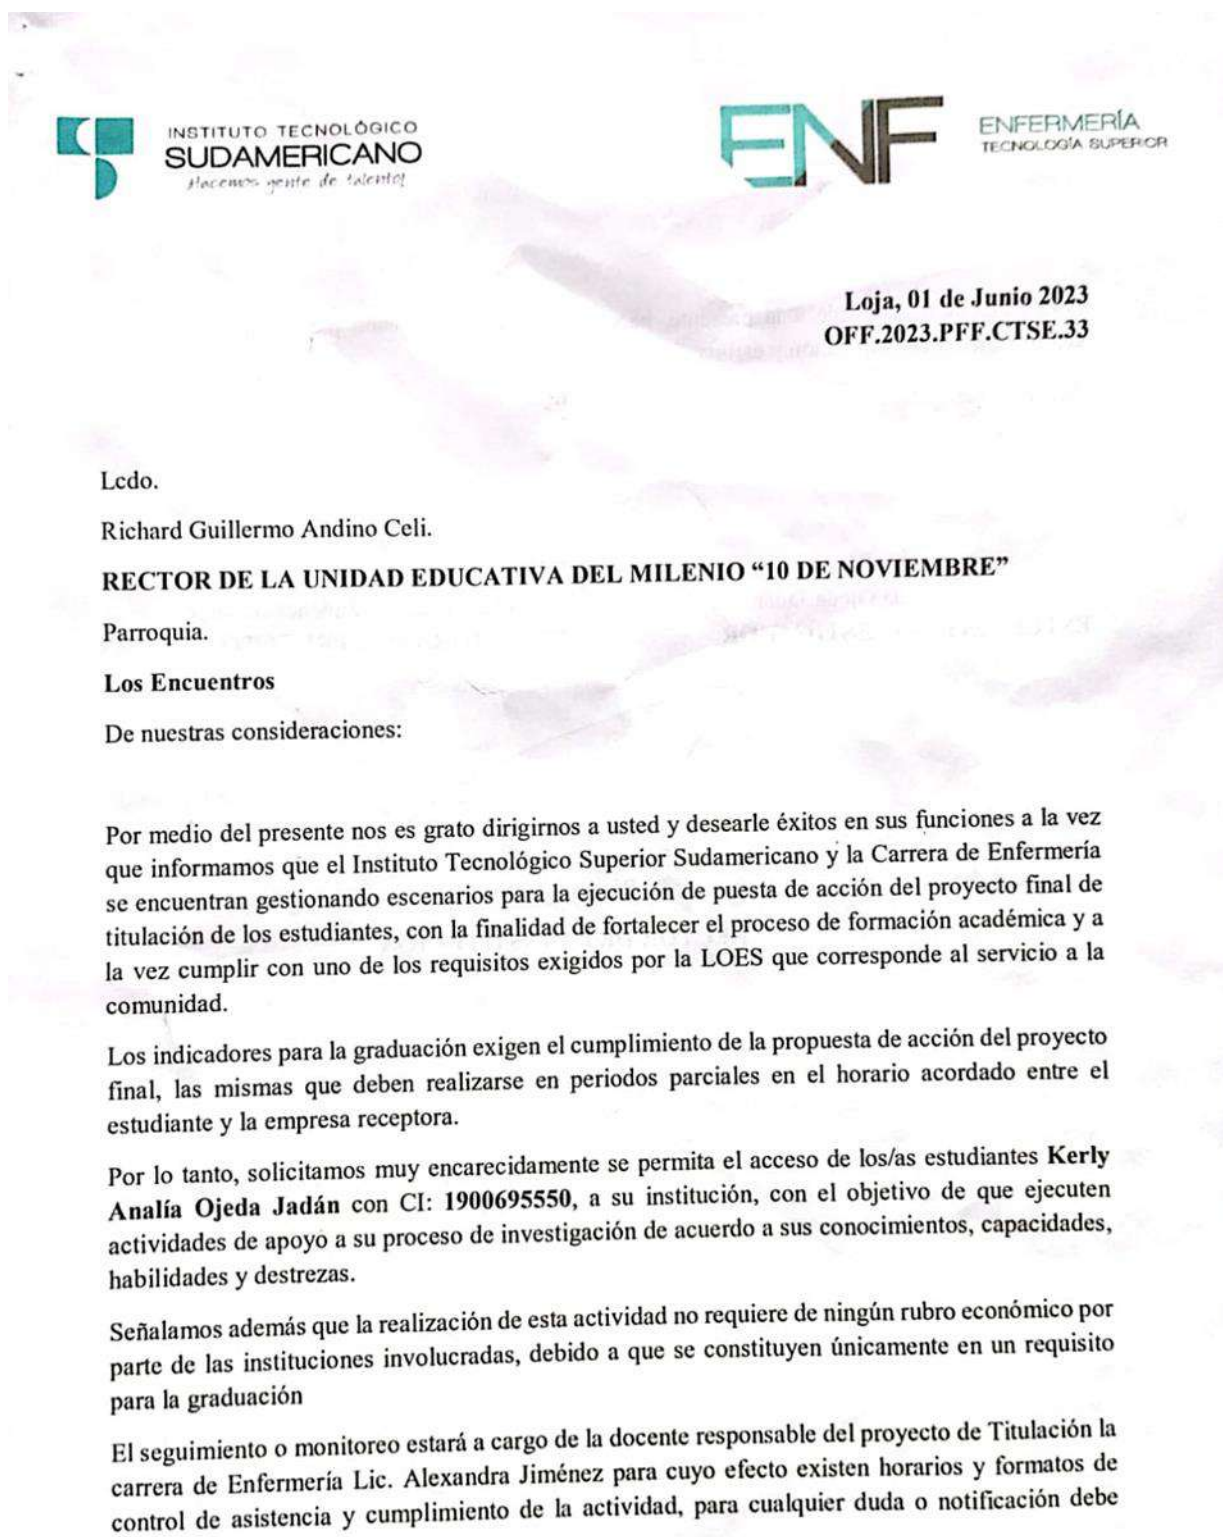 INSTITUTO TECNOLÓGICO
SUDAMERICANO
Hacemos gente de talento!
ENF
ENFERMERÍA
TECNOLOGÍA SUPERIOR
Loja, 01 de Junio 2023
OFF.2023.PFF.CTSE.33
Lcdo.
Richard Guillermo Andino Celi.
RECTOR DE LA UNIDAD EDUCATIVA DEL MILENIO “10 DE NOVIEMBRE”
Parroquia.
Los Encuentros
De nuestras consideraciones:
Por medio del presente nos es grato dirigirnos a usted y desearle éxitos en sus funciones a la vez
que informamos que el Instituto Tecnológico Superior Sudamericano y la Carrera de Enfermería
se encuentran gestionando escenarios para la ejecución de puesta de acción del proyecto final de
titulación de los estudiantes, con la finalidad de fortalecer el proceso de formación académica y a
la vez cumplir con uno de los requisitos exigidos por la LOES que corresponde al servicio a la
comunidad.
Los indicadores para la graduación exigen el cumplimiento de la propuesta de acción del proyecto
final, las mismas que deben realizarse en periodos parciales en el horario acordado entre el
estudiante y la empresa receptora.
Por lo tanto, solicitamos muy encarecidamente se permita el acceso de los/as estudiantes Kerly
Analía Ojeda Jadán con CI: 1900695550, a su institución, con el objetivo de que ejecuten
actividades de apoyo a su proceso de investigación de acuerdo a sus conocimientos, capacidades,
habilidades y destrezas.
Señalamos además que la realización de esta actividad no requiere de ningún rubro económico por
parte de las instituciones involucradas, debido a que se constituyen únicamente en un requisito
para la graduación
El seguimiento o monitoreo estará a cargo de la docente responsable del proyecto de Titulación la
carrera de Enfermería Lic. Alexandra Jiménez para cuyo efecto existen horarios y formatos de
control de asistencia y cumplimiento de la actividad, para cualquier duda o notificación debe